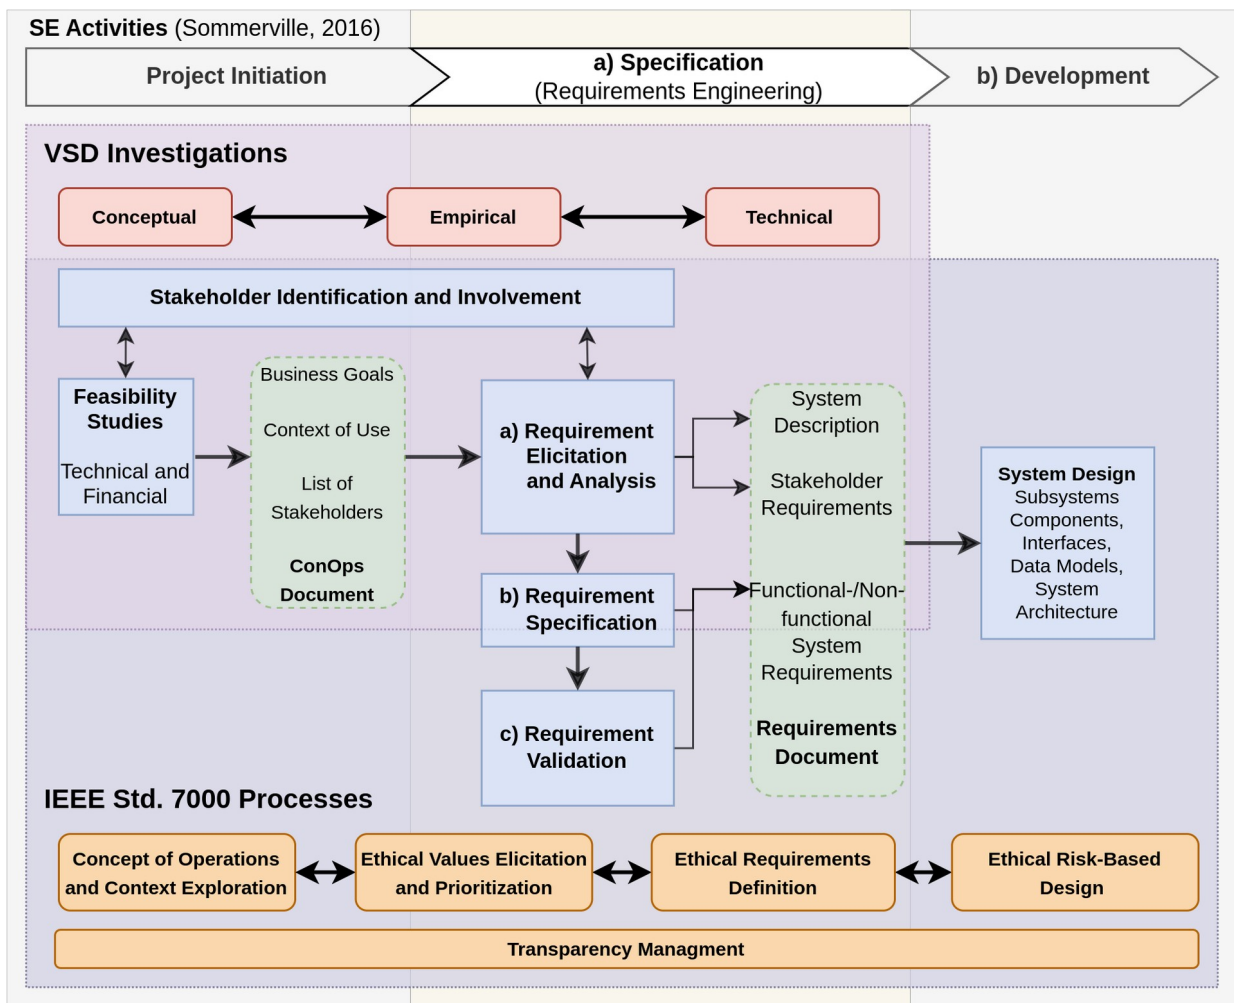 SE Activities (Sommerville, 2016)
Project Initiation
a) Specification
(Requirements Engineering)
b) Development
VSD Investigations
Conceptual
Empirical
Technical
Stakeholder Identification and Involvement
Feasibility
Studies
Technical and
Financial
Business Goals
Context of Use
List of
Stakeholders
ConOps
Document
a) Requirement
Elicitation
and Analysis
b) Requirement
Specification
c) Requirement
Validation
System
Description
Stakeholder
Requirements
Functional-/Non-
functional
System
Requirements
Requirements
Document
System Design
Subsystems
Components,
Interfaces,
Data Models,
System
Architecture
IEEE Std. 7000 Processes
Concept of Operations
and Context Exploration
Ethical Values Elicitation
and Prioritization
Ethical Requirements
Definition
Ethical Risk-Based
Design
Transparency Managment